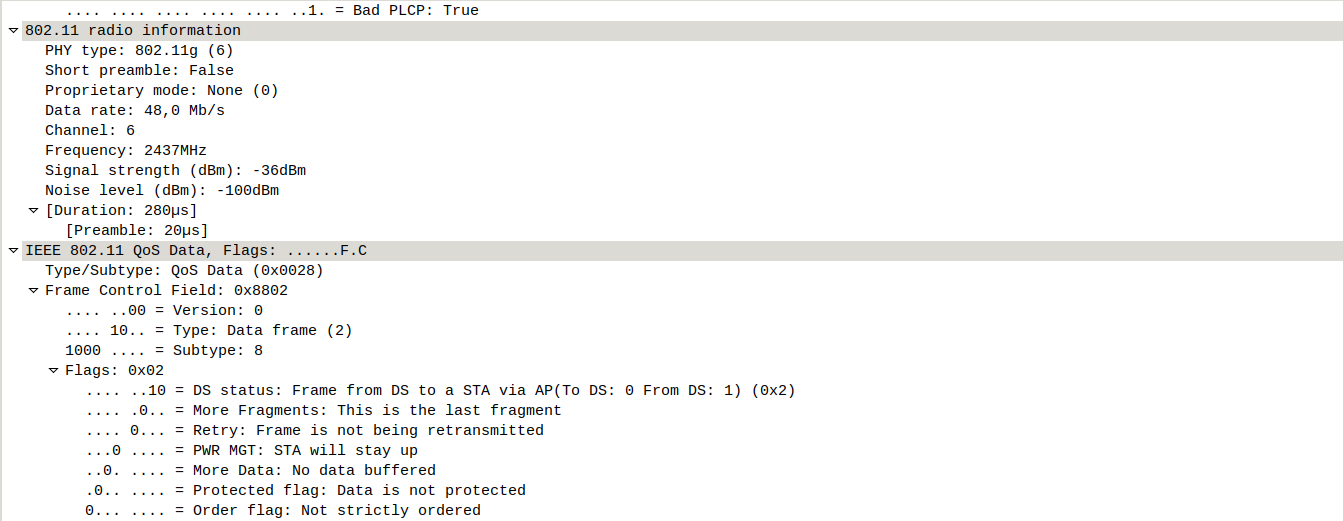 .... .... .... .... .... ..1. = Bad PLCP: True
802.11 radio information
PHY type: 802.11g (6)
Short preamble: False
Proprietary mode: None (0)
Data rate: 48,0 Mb/s
Channel: 6
Frequency: 2437MHz
Signal strength (dBm): -36dBm
Noise level (dBm): -100dBm
[Duration: 280µs]
[Preamble: 20µs]
IEEE 802.11 QoS Data, Flags: ......F.C
Type/Subtype: QoS Data (0x0028)
Frame Control Field: 0x8802
.... ..00 = Version: 0
.... 10.. = Type: Data frame (2)
1000 .... = Subtype: 8
Flags: 0x02
.... ..10 = DS status: Frame from DS to a STA via AP(To DS: 0 From DS: 1) (0x2)
.... .0.. = More Fragments: This is the last fragment
.... 0... = Retry: Frame is not being retransmitted
...0 .... = PWR MGT: STA will stay up
..0. .... = More Data: No data buffered
.0.. .... = Protected flag: Data is not protected
0... .... = Order flag: Not strictly ordered